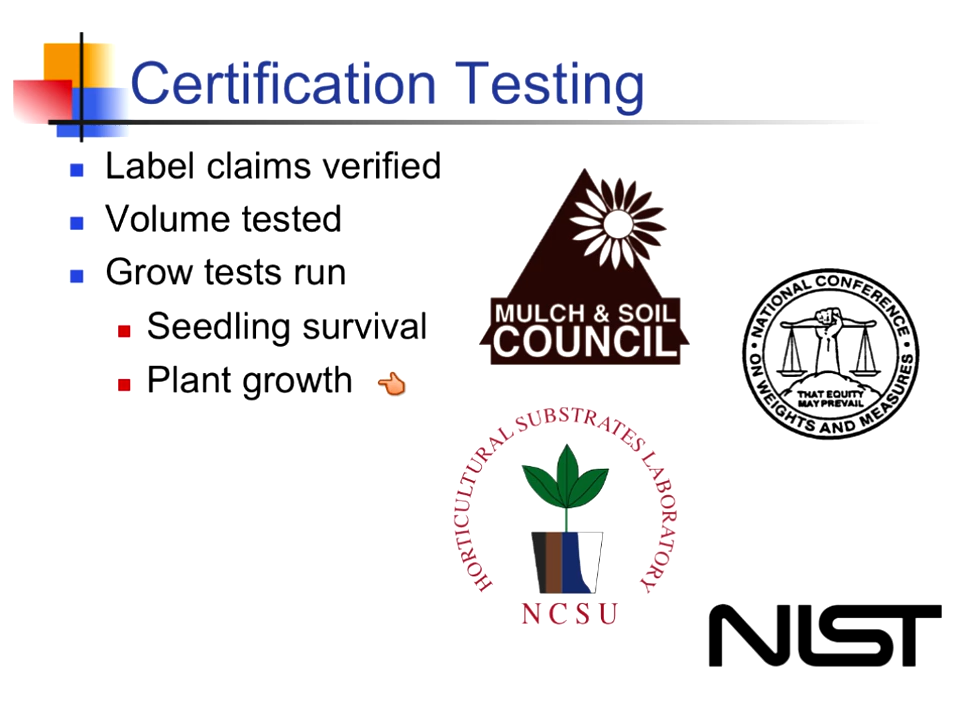 Certification Testing
Label claims verified
Volume tested
Grow tests run
Seedling survival
Plant growth
MULCH & SOIL
COUNCIL
NATIONAL CONFERENCE
ON WEIGHTS AND MEASURES
THAT EQUITY
MAY PREVAIL
HORTICULTURAL SUBSTRATES LABORATORY
NCSU
NIST